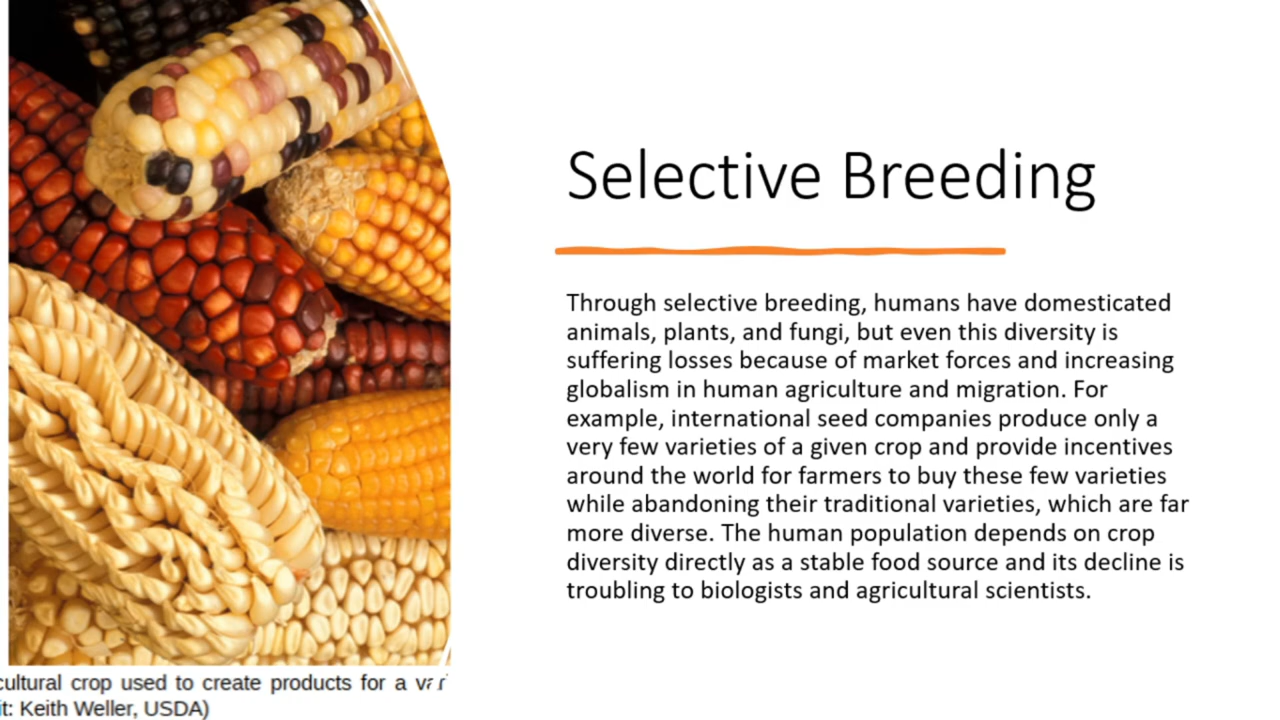 Selective Breeding
Through selective breeding, humans have domesticated
animals, plants, and fungi, but even this diversity is
suffering losses because of market forces and increasing
globalism in human agriculture and migration. For
example, international seed companies produce only a
very few varieties of a given crop and provide incentives
around the world for farmers to buy these few varieties
while abandoning their traditional varieties, which are far
more diverse. The human population depends on crop
diversity directly as a stable food source and its decline is
troubling to biologists and agricultural scientists.
crop used to create products for a
Keith Weller, USDA)